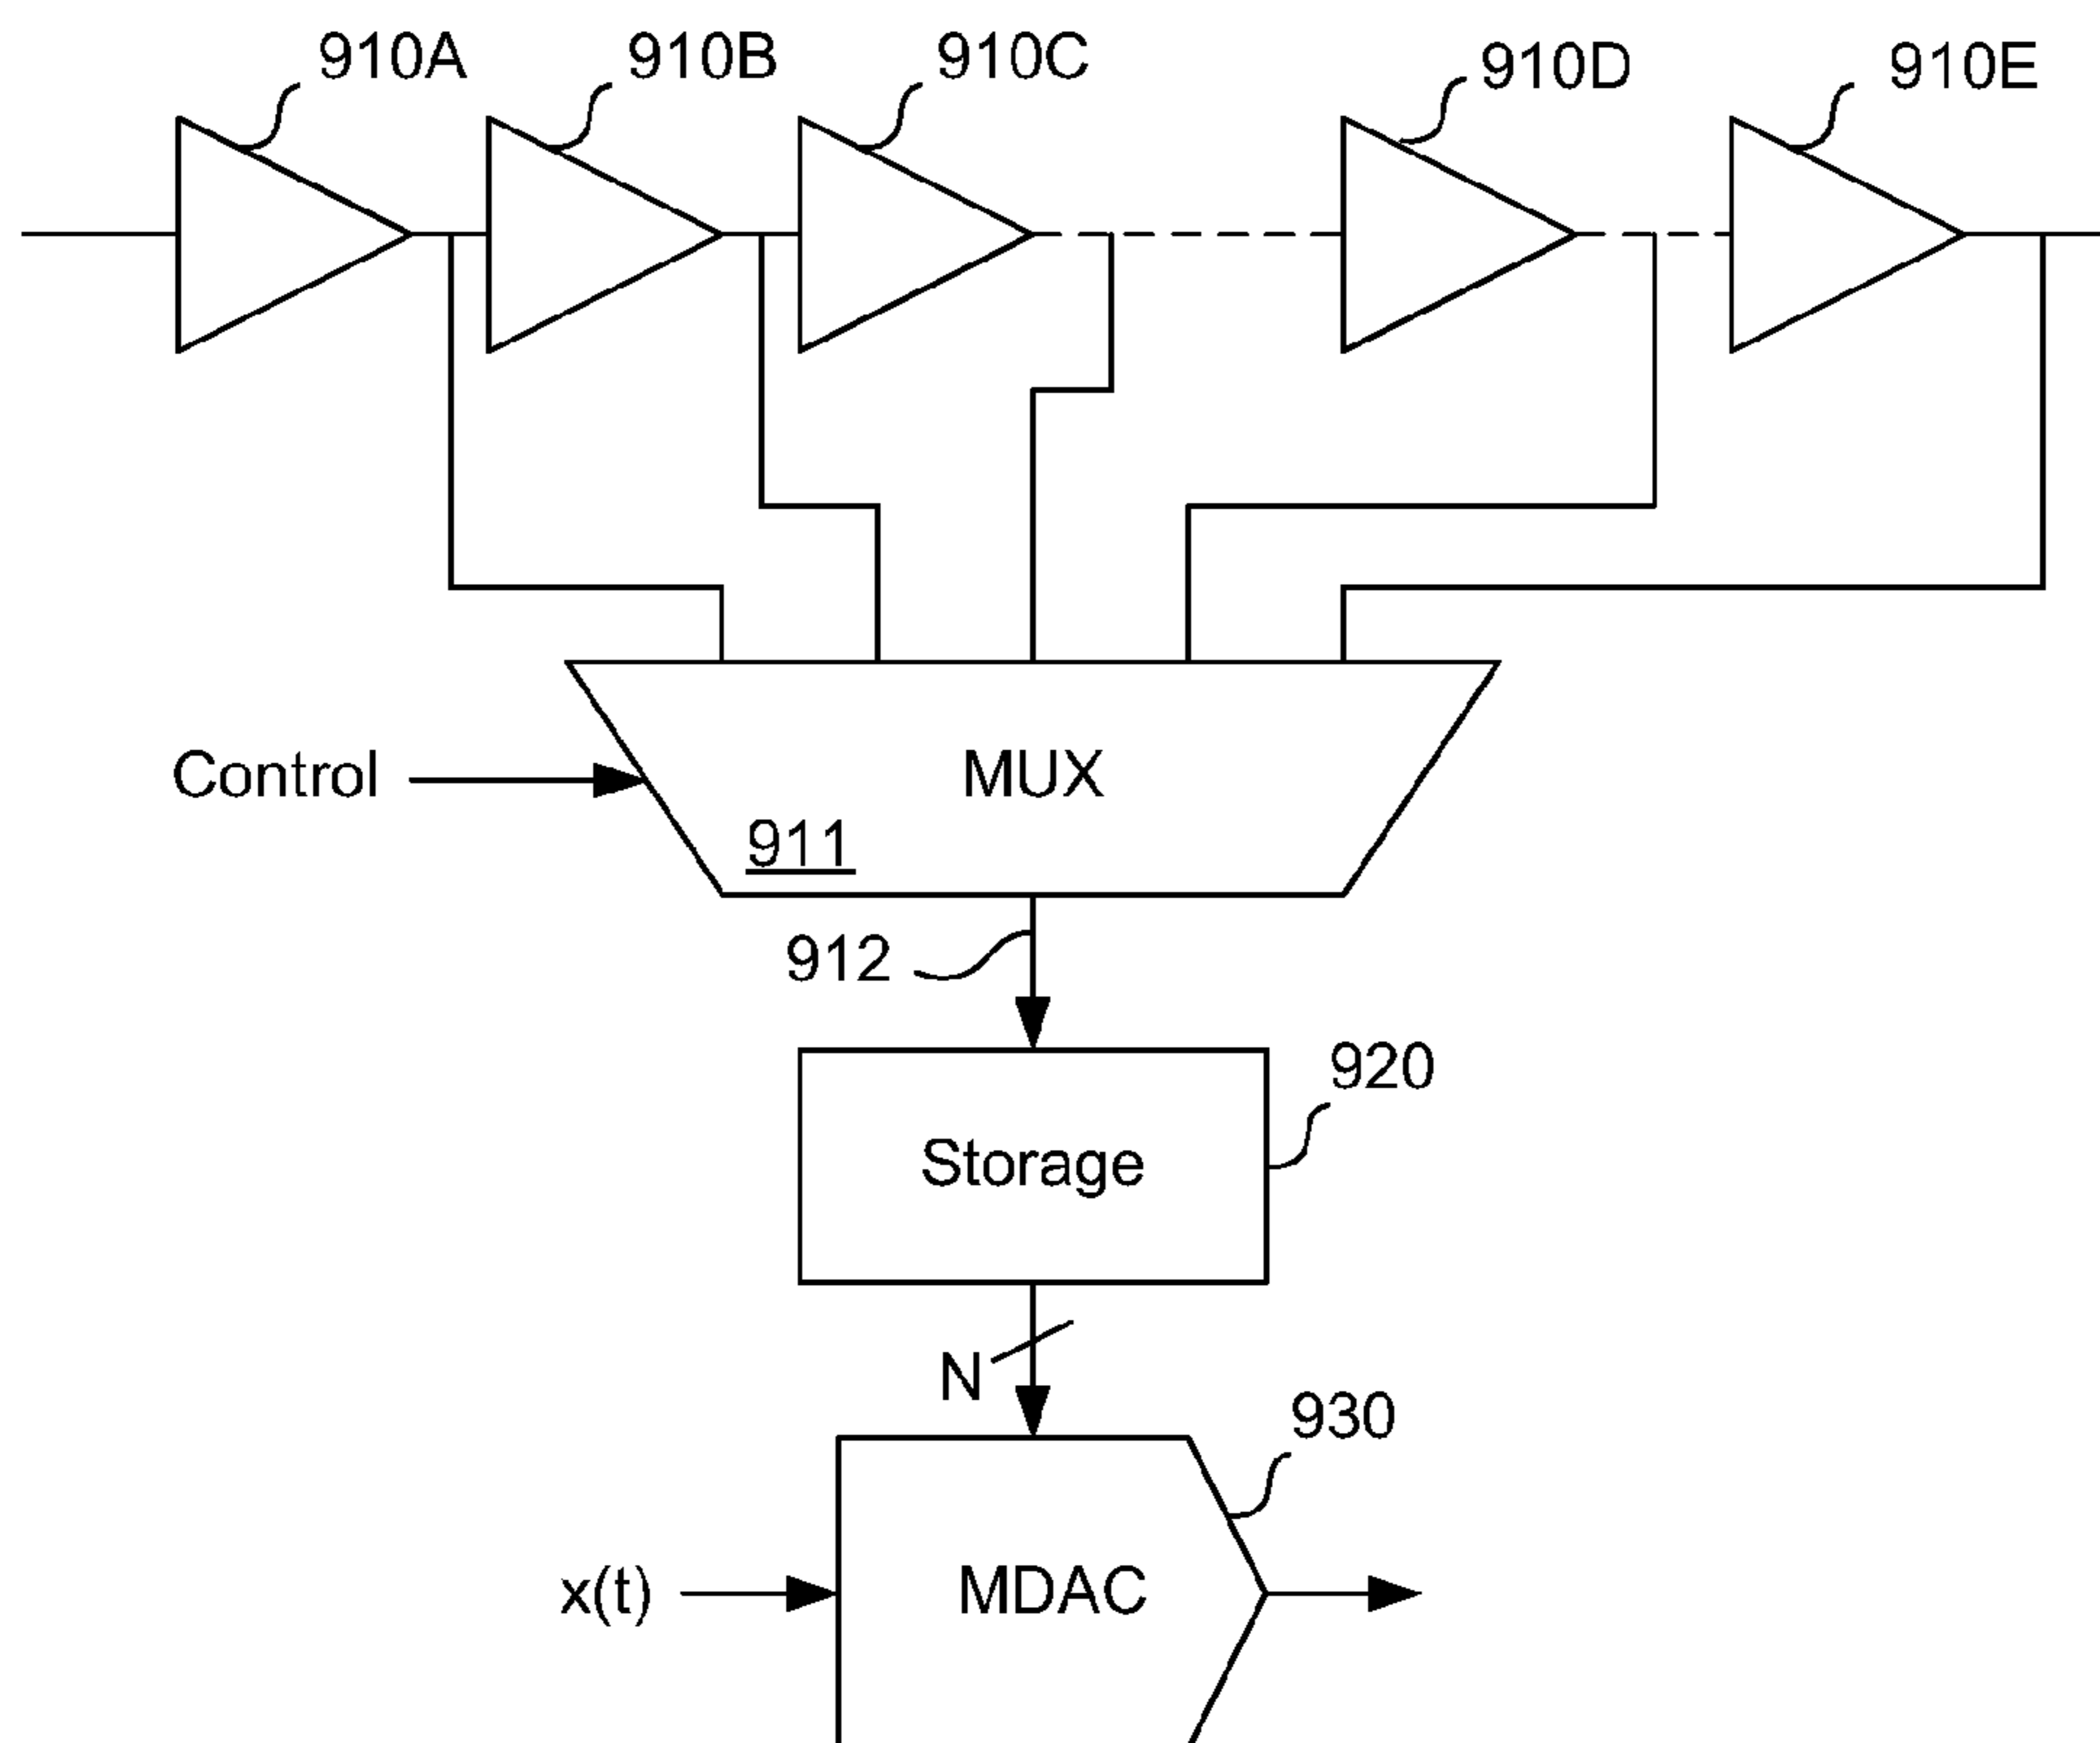 910A
910B
910C
910D
910E
Control
MUX
911
912
920
Storage
N
930
x(t)
MDAC